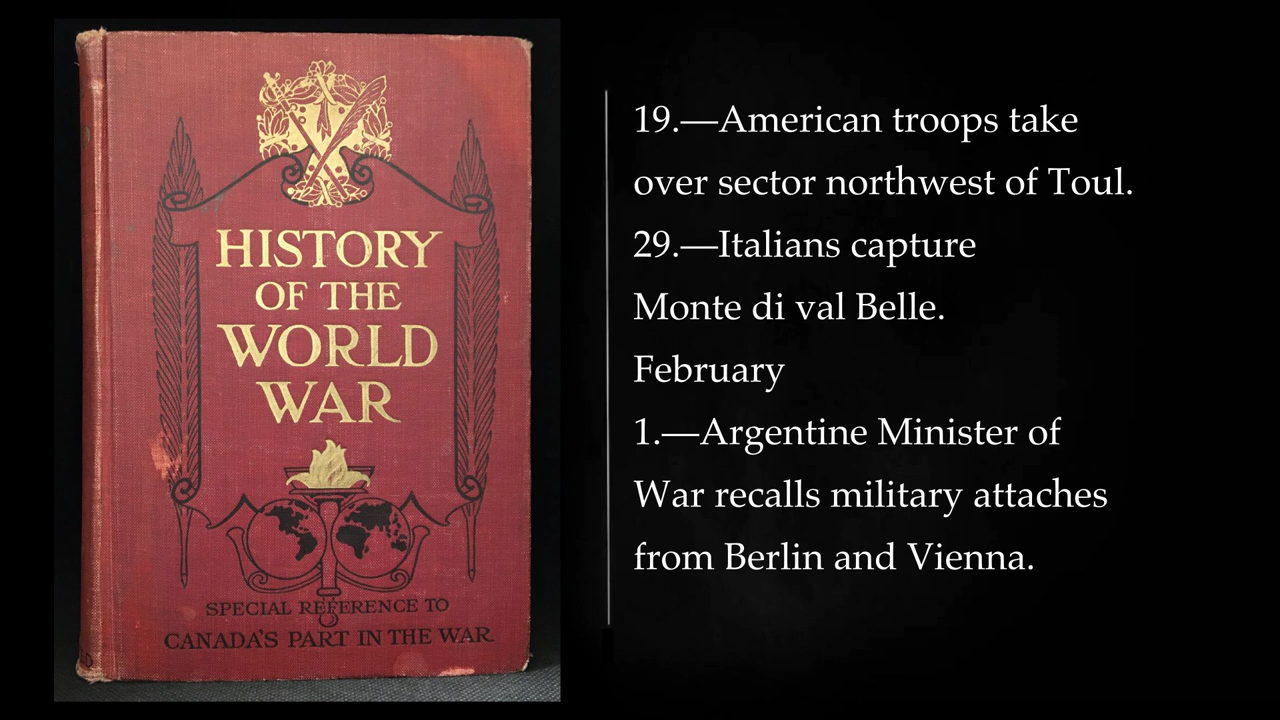 HISTORY
OF THE
WORLD
WAR
SPECIAL REFERENCE TO
CANADA'S PART IN THE WAR
19.—American troops take
over sector northwest of Toul.
29.—Italians capture
Monte di val Belle.
February
1.—Argentine Minister of
War recalls military attaches
from Berlin and Vienna.